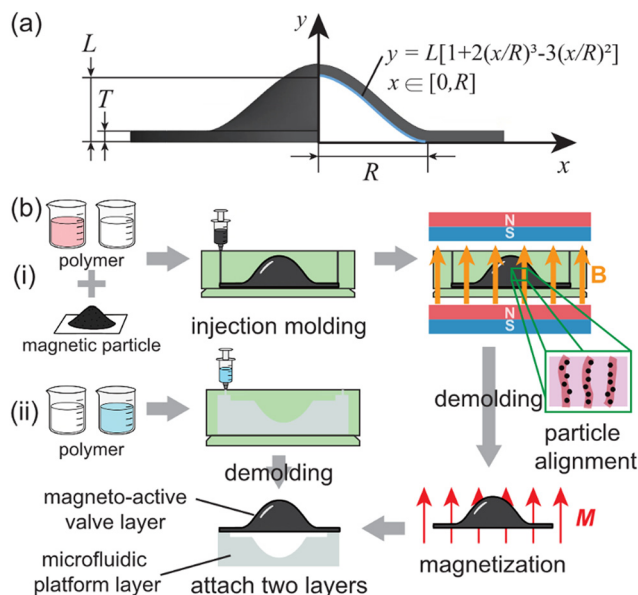 (a)
y
L
y = L[1+2(x/R)³-3(x/R)²]
x ∈ [0,R]
T
R
x
(b)
polymer
(i)
magnetic particle
injection molding
N
S
B
N
S
(ii)
polymer
demolding
demolding
particle
alignment
magneto-active
valve layer
microfluidic
platform layer
attach two layers
M
magnetization